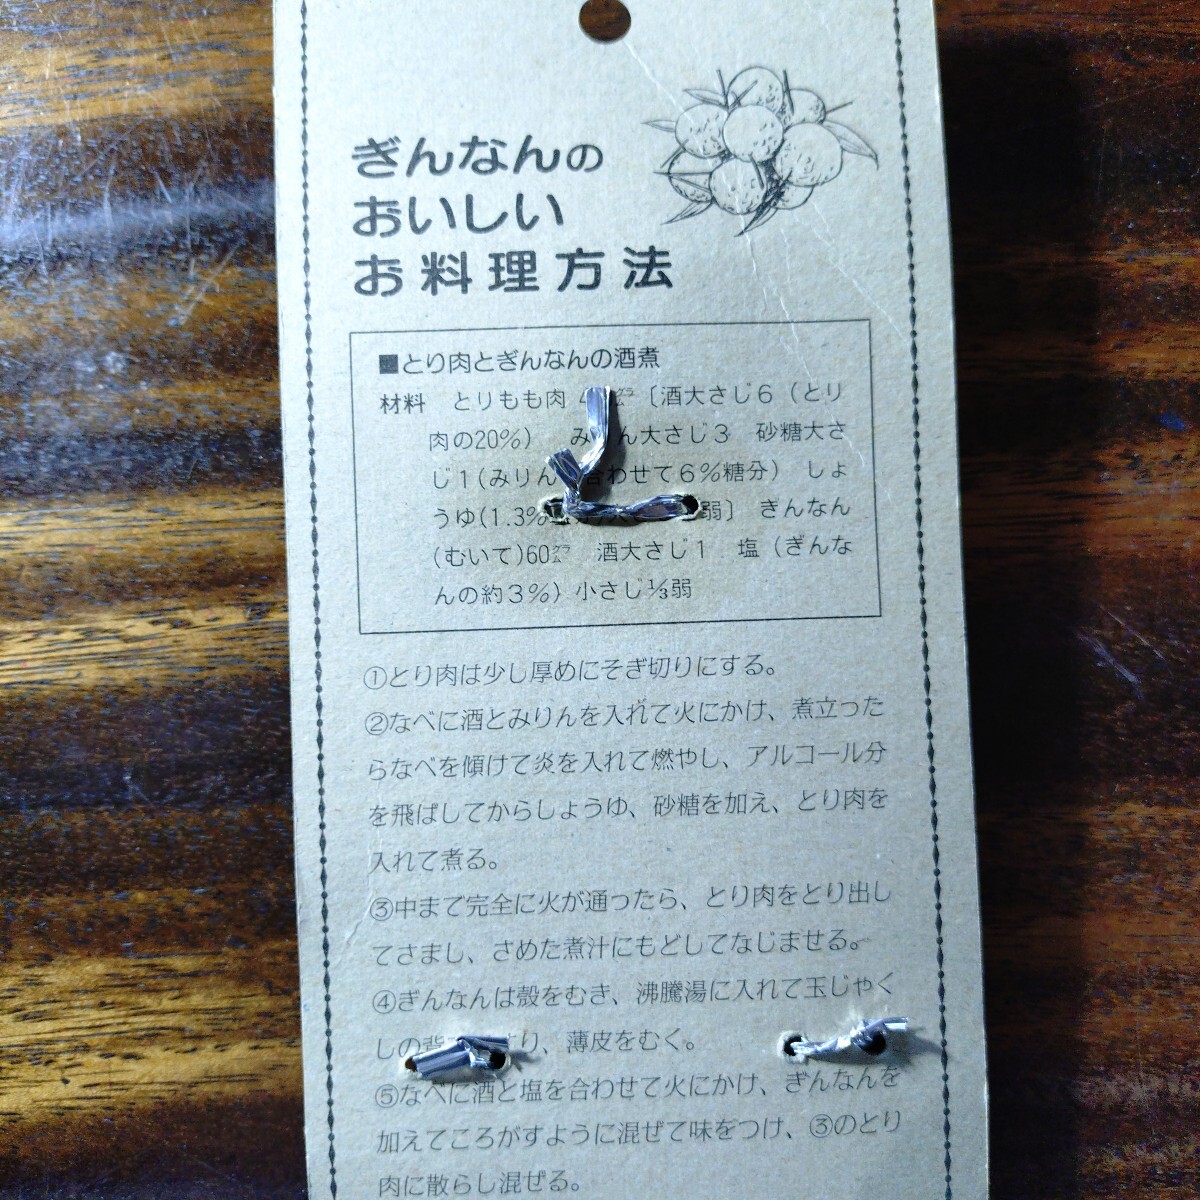 ぎんなんの
おいしい
お料理方法
■とり肉とぎんなんの酒煮
材料 とりもも肉 〔酒大さじ6(とり
肉の20%) みりん大さじ3 砂糖大さ
じ1(みりん 合わせて6%糖分) しょ
うゆ(1.3% 弱〕 ぎんなん
(むいて)60㌘ 酒大さじ1 塩(ぎんな
んの約3%)小さじ⅓弱
①とり肉は少し厚めにそぎ切りにする。
②なべに酒とみりんを入れて火にかけ、煮立った
らなべを傾けて炎を入れて燃やし、アルコール分
を飛ばしてからしょうゆ、砂糖を加え、とり肉を
入れて煮る。
③中まで完全に火が通ったら、とり肉をとり出し
てさまし、さめた煮汁にもどしてなじませる。
④ぎんなんは殻をむき、沸騰湯に入れて玉じゃく
しの背 り、薄皮をむく。
⑤なべに酒と塩を合わせて火にかけ、ぎんなんを
加えてころがすように混ぜて味をつけ、③のとり
肉に散らし混ぜる。